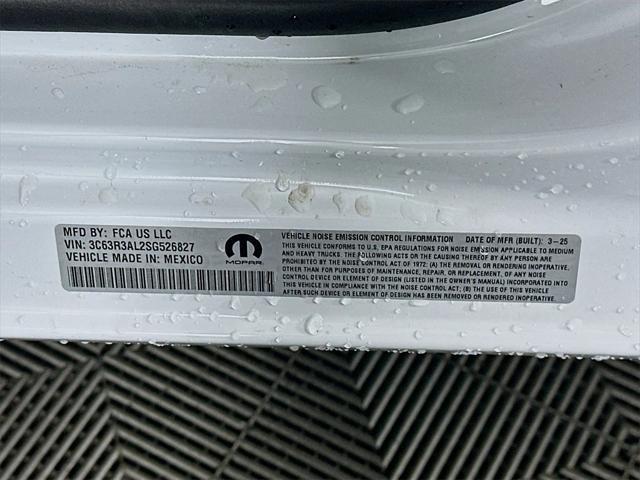 MFD BY: FCA US LLC
VIN: 3C63R3AL2SG526827
VEHICLE MADE IN: MEXICO
MOPAR
VEHICLE NOISE EMISSION CONTROL INFORMATION DATE OF MFR (BUILT): 3-25
THIS VEHICLE CONFORMS TO U.S. EPA REGULATIONS FOR NOISE EMISSION APPLICABLE TO MEDIUM
AND HEAVY TRUCKS. THE FOLLOWING ACTS OR THE CAUSING THEREOF BY ANY PERSON ARE
PROHIBITED BY THE NOISE CONTROL ACT OF 1972: (A) THE REMOVAL OR RENDERING INOPERATIVE,
OTHER THAN FOR PURPOSES OF MAINTENANCE, REPAIR, OR REPLACEMENT, OF ANY NOISE
CONTROL DEVICE OR ELEMENT OF DESIGN (LISTED IN THE OWNER'S MANUAL) INCORPORATED INTO
THIS VEHICLE IN COMPLIANCE WITH THE NOISE CONTROL ACT; (B) THE USE OF THIS VEHICLE
AFTER SUCH DEVICE OR ELEMENT OF DESIGN HAS BEEN REMOVED OR RENDERED INOPERATIVE.